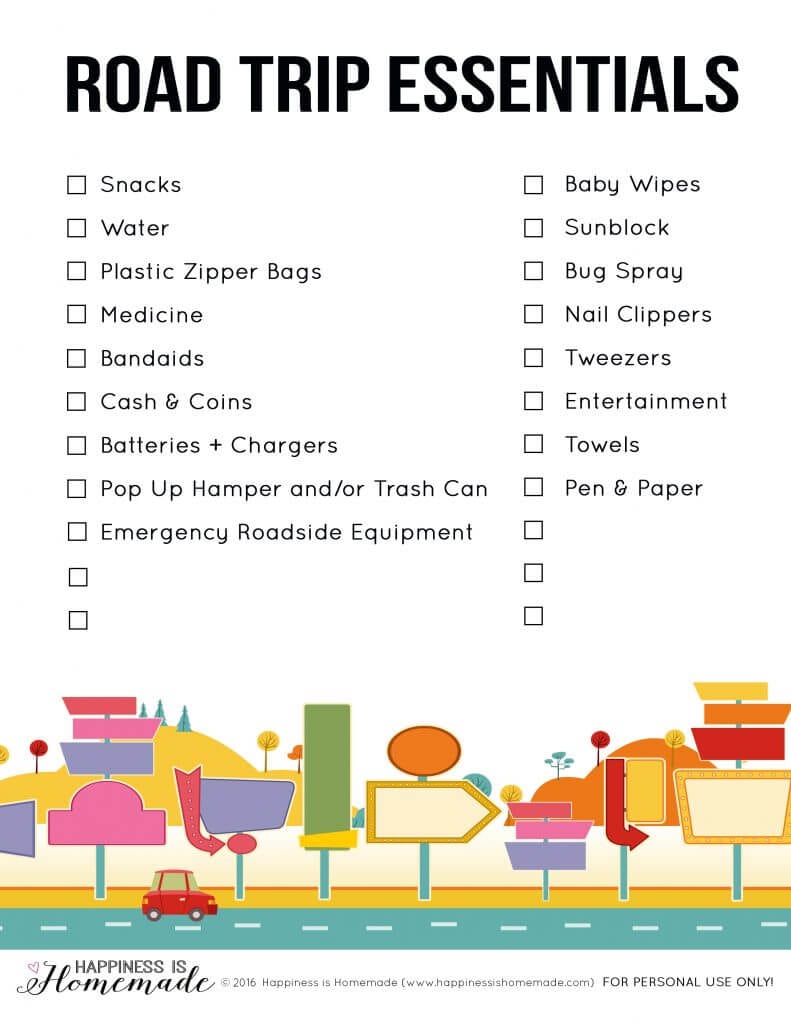 ROAD TRIP ESSENTIALS
Snacks
Water
Plastic Zipper Bags
Medicine
Bandaids
Cash & Coins
Batteries + Chargers
Pop Up Hamper and/or Trash Can
Emergency Roadside Equipment
Baby Wipes
Sunblock
Bug Spray
Nail Clippers
Tweezers
Entertainment
Towels
Pen & Paper
HAPPINESS IS
Homemade
© 2016 Happiness is Homemade (www.happinessishomemade.com) FOR PERSONAL USE ONLY!